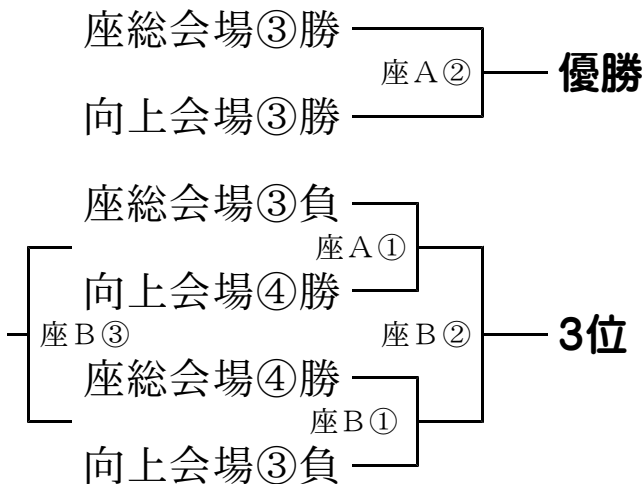 座総会場③勝
座A②
優勝
向上会場③勝
座総会場③負
座A①
向上会場④勝
座B③
座B②
3位
座総会場④勝
座B①
向上会場③負